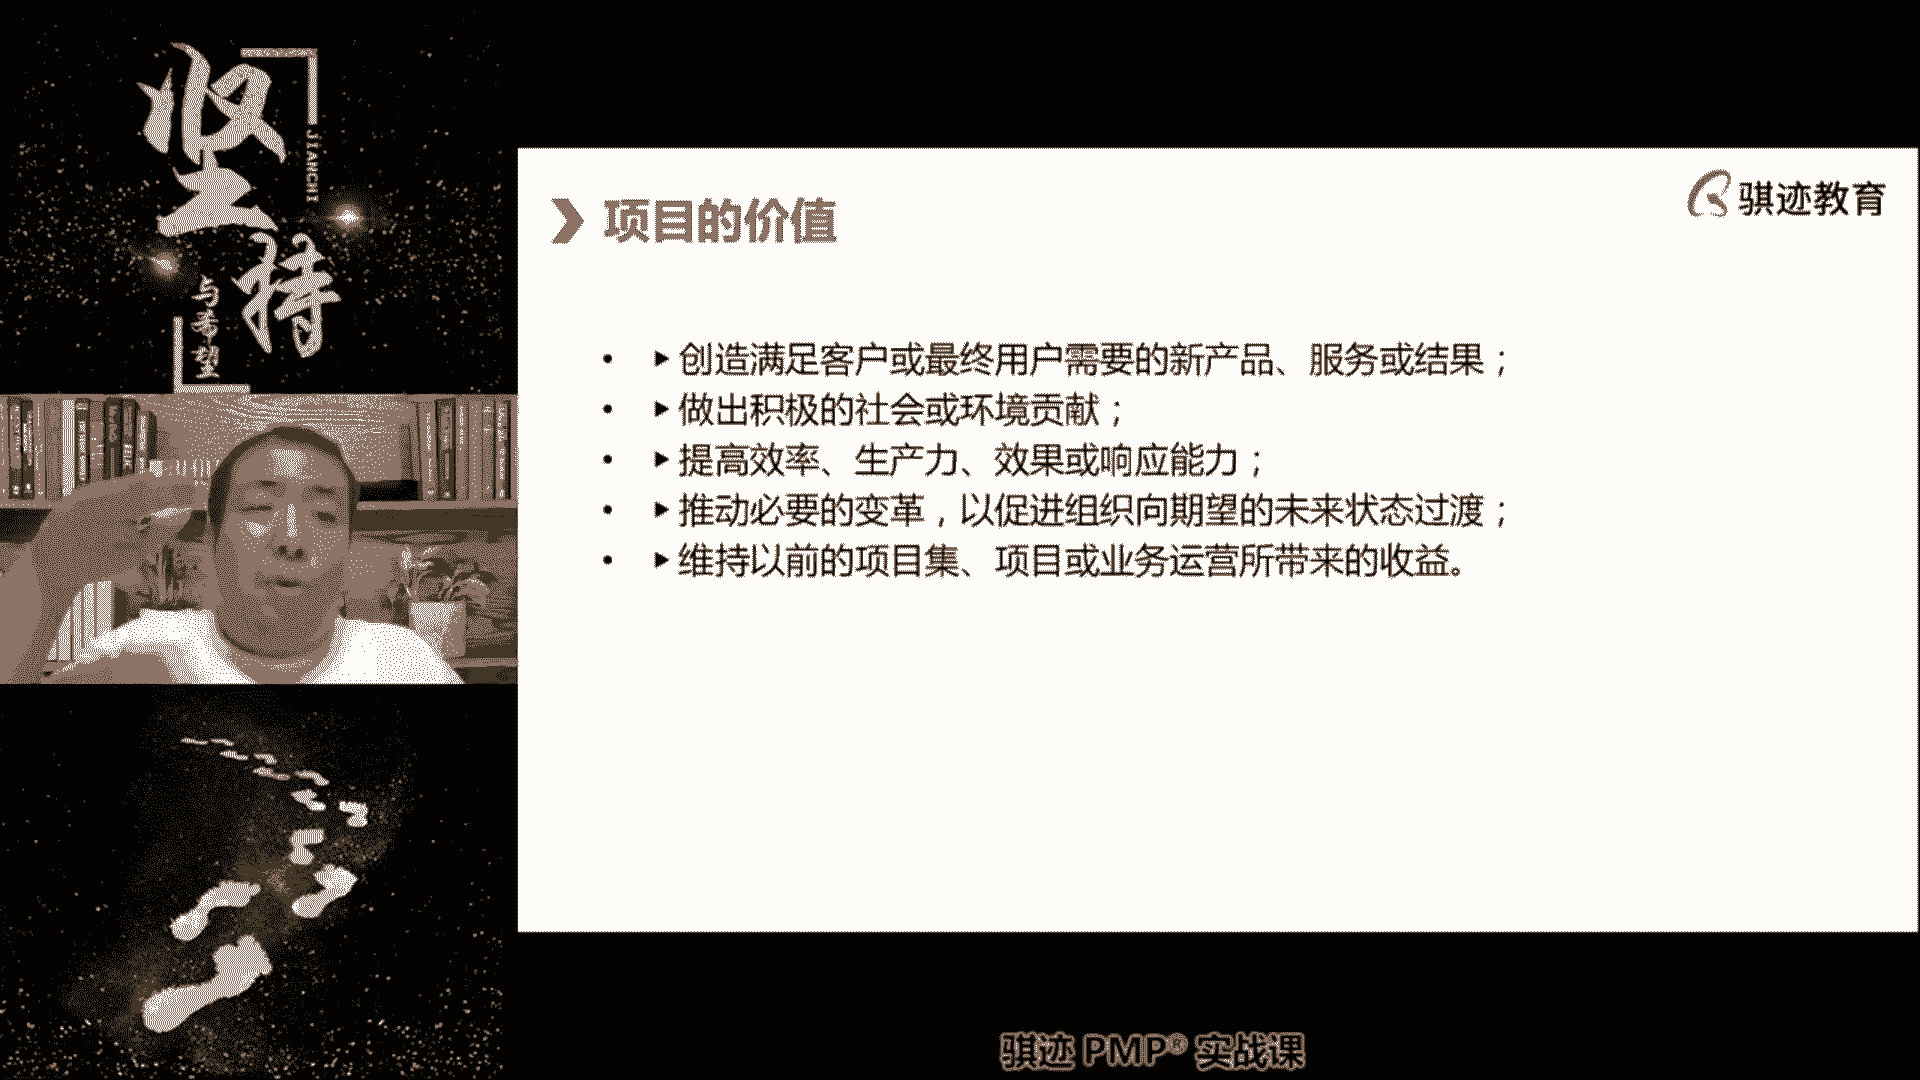 坚
JIANCHI
持
与希望
骐迹教育
项目的价值
• ▶创造满足客户或最终用户需要的新产品、服务或结果；
• ▶做出积极的社会或环境贡献；
• ▶提高效率、生产力、效果或响应能力；
• ▶推动必要的变革，以促进组织向期望的未来状态过渡；
• ▶维持以前的项目集、项目或业务运营所带来的收益。
骐迹 PMP® 实战课